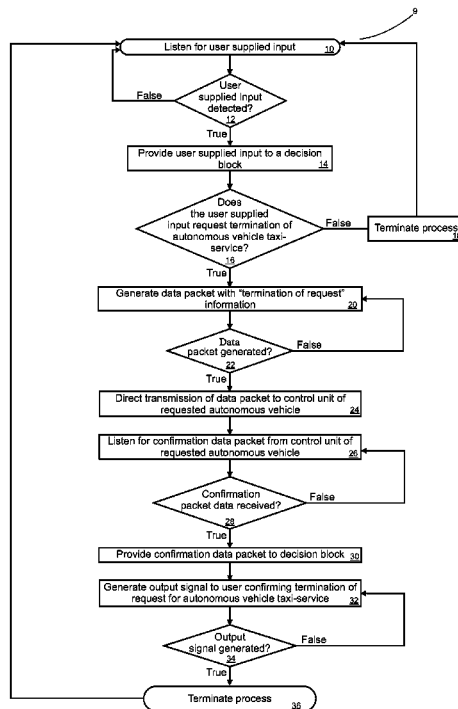 9
Listen for user supplied input
10
False
User
supplied input
detected?
12
True
Provide user supplied input to a decision
block
14
Does
the user supplied
input request termination of
autonomous vehicle taxi-
service?
16
False
Terminate process
18
True
Generate data packet with “termination of request”
information
20
Data
packet generated?
22
False
True
Direct transmission of data packet to control unit of
requested autonomous vehicle
24
Listen for confirmation data packet from control unit of
requested autonomous vehicle
26
Confirmation
packet data received?
28
False
True
Provide confirmation data packet to decision block
30
Generate output signal to user confirming termination of
request for autonomous vehicle taxi-service
32
Output
signal generated?
34
False
True
Terminate process
36